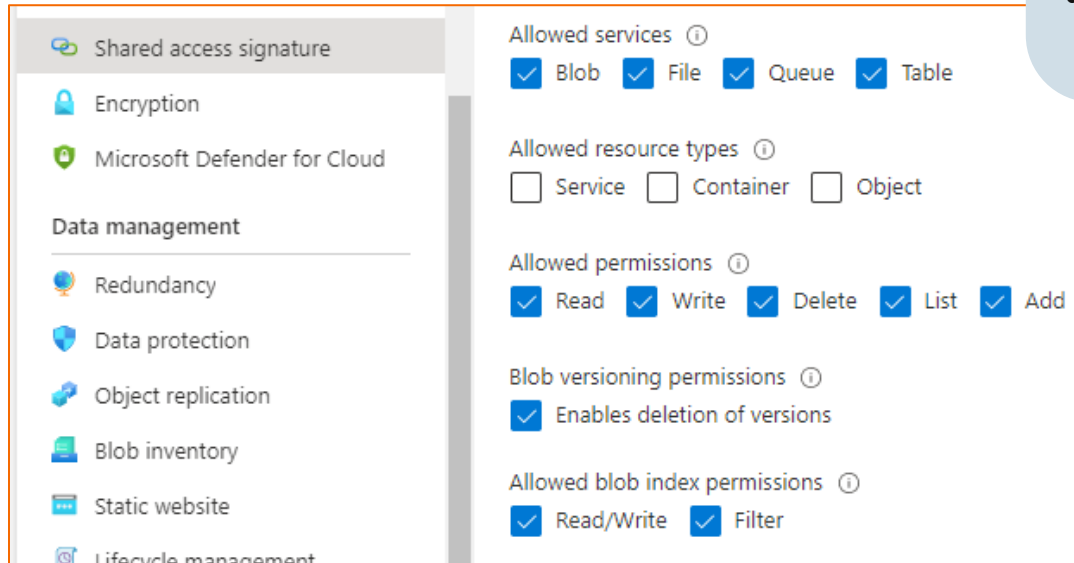 Shared access signature
Encryption
Microsoft Defender for Cloud
Data management
Redundancy
Data protection
Object replication
Blob inventory
Static website
Lifecycle management
Allowed services
Blob File Queue Table
Allowed resource types
Service Container Object
Allowed permissions
Read Write Delete List Add
Blob versioning permissions
Enables deletion of versions
Allowed blob index permissions
Read/Write Filter